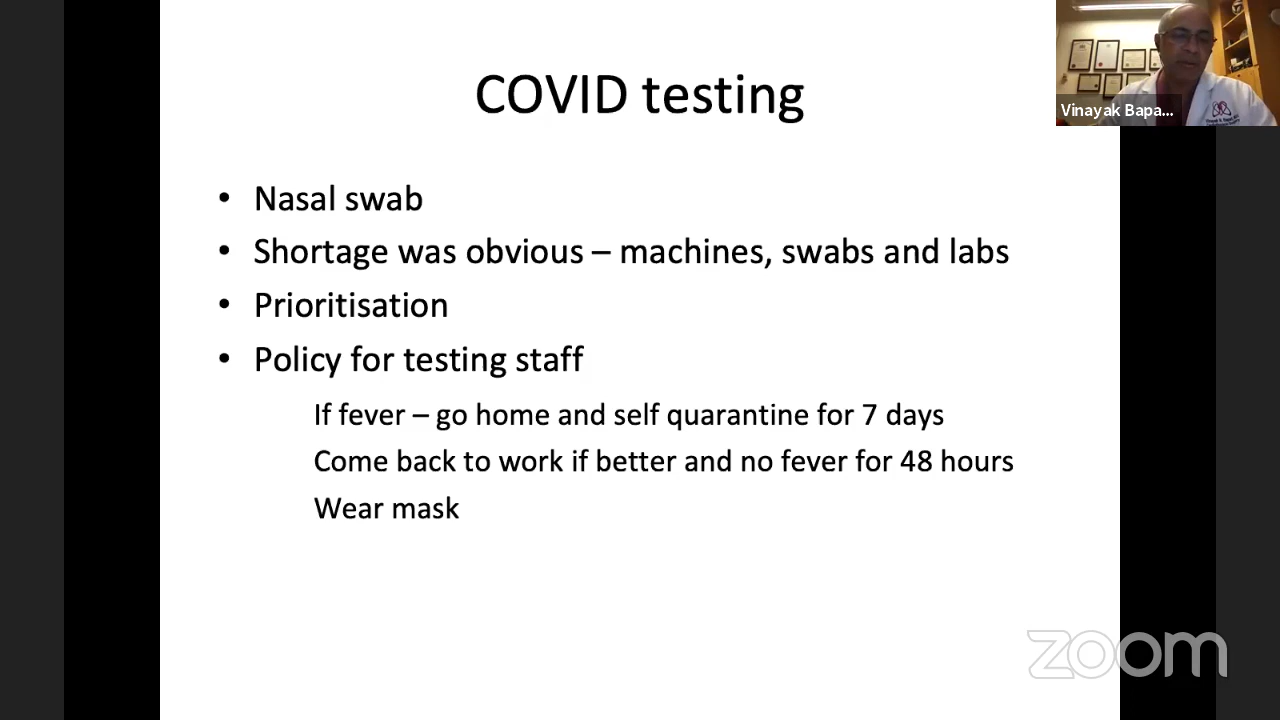 COVID testing
Vinayak Bapa...
• Nasal swab
• Shortage was obvious – machines, swabs and labs
• Prioritisation
• Policy for testing staff
If fever – go home and self quarantine for 7 days
Come back to work if better and no fever for 48 hours
Wear mask
zoom